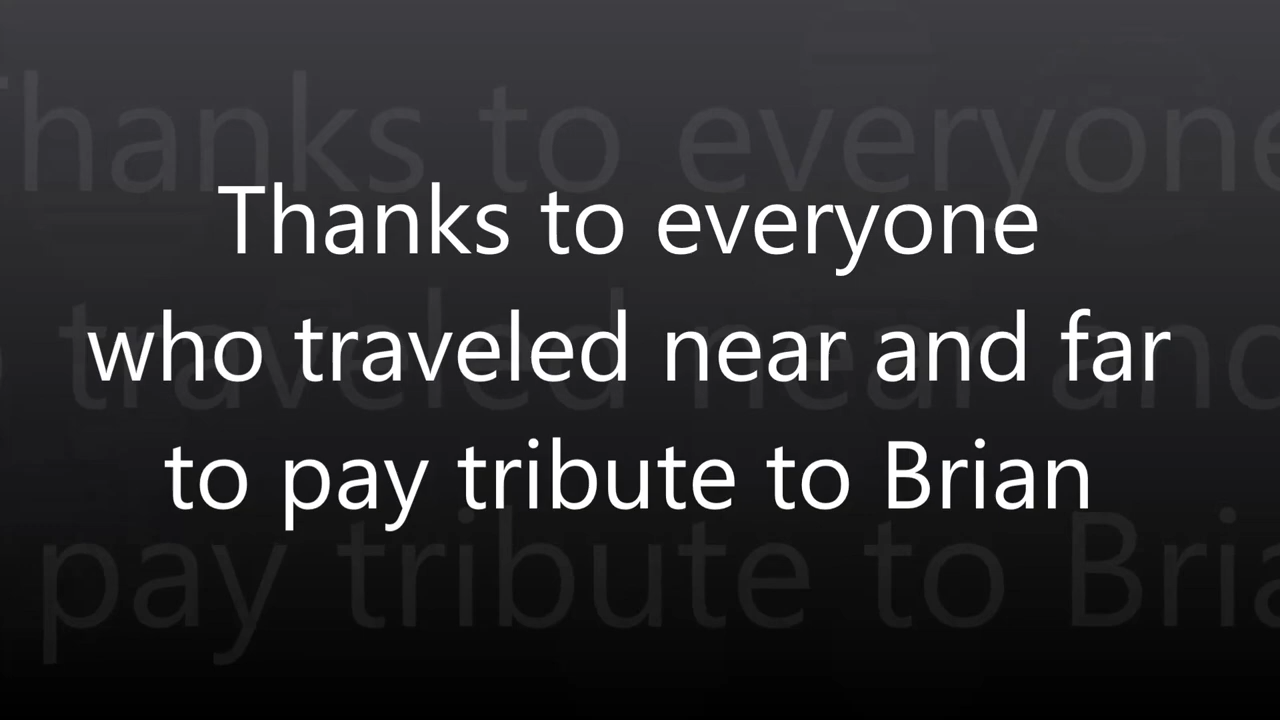 Thanks to everyone
who traveled near and far
to pay tribute to Brian